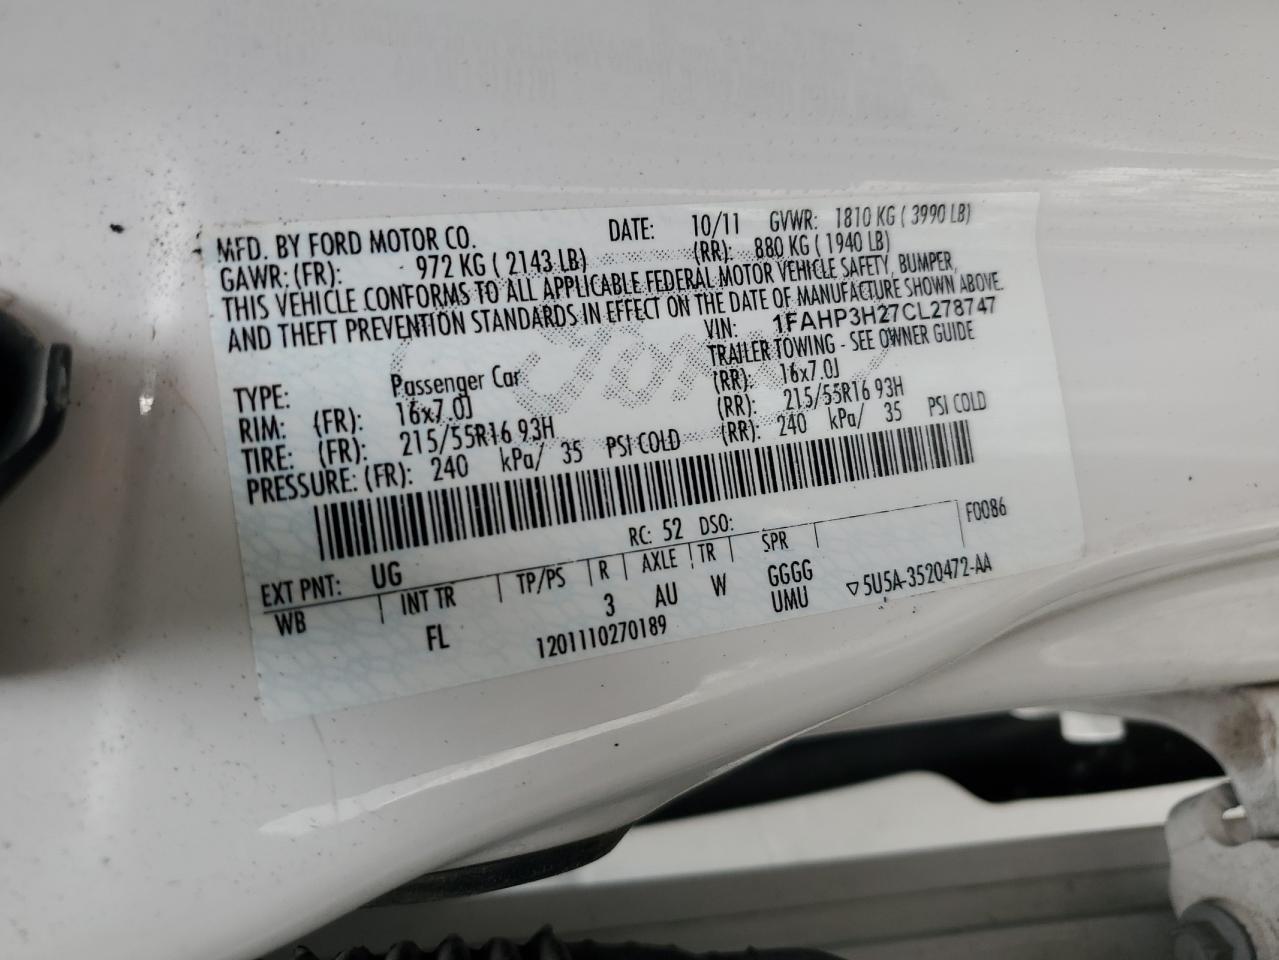 MFD. BY FORD MOTOR CO. DATE: 10/11 GVWR: 1810 KG ( 3990 LB)
GAWR: (FR): 972 KG ( 2143 LB) (RR): 880 KG ( 1940 LB)
THIS VEHICLE CONFORMS TO ALL APPLICABLE FEDERAL MOTOR VEHICLE SAFETY, BUMPER,
AND THEFT PREVENTION STANDARDS IN EFFECT ON THE DATE OF MANUFACTURE SHOWN ABOVE.
VIN: 1FAHP3H27CL278747
TRAILER TOWING - SEE OWNER GUIDE
TYPE: Passenger Car
RIM: (FR): 16x7.0J (RR): 16x7.0J
TIRE: (FR): 215/55R16 93H (RR): 215/55R16 93H
PRESSURE: (FR): 240 kPa/ 35 PSI COLD (RR): 240 kPa/ 35 PSI COLD
RC: 52 DSO: F0086
EXT PNT: UG
WB INT TR TP/PS R AXLE TR SPR
FL 3 AU W GGGG
UMU
▽5U5A-3520472-AA
1201110270189
Ford